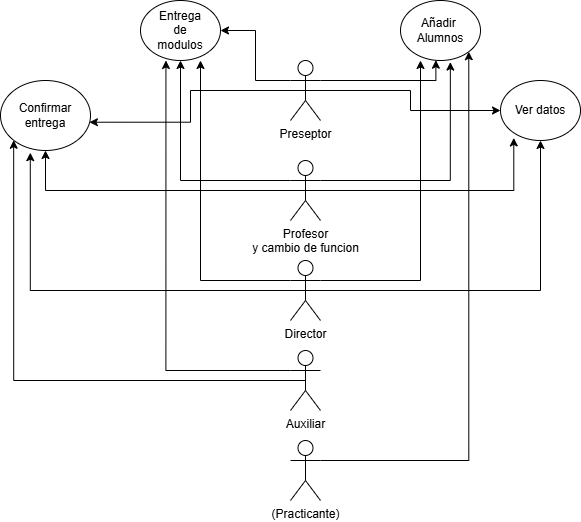 Entrega
de
modulos
Añadir
Alumnos
Confirmar
entrega
Ver datos
Preseptor
Profesor
y cambio de funcion
Director
Auxiliar
(Practicante)